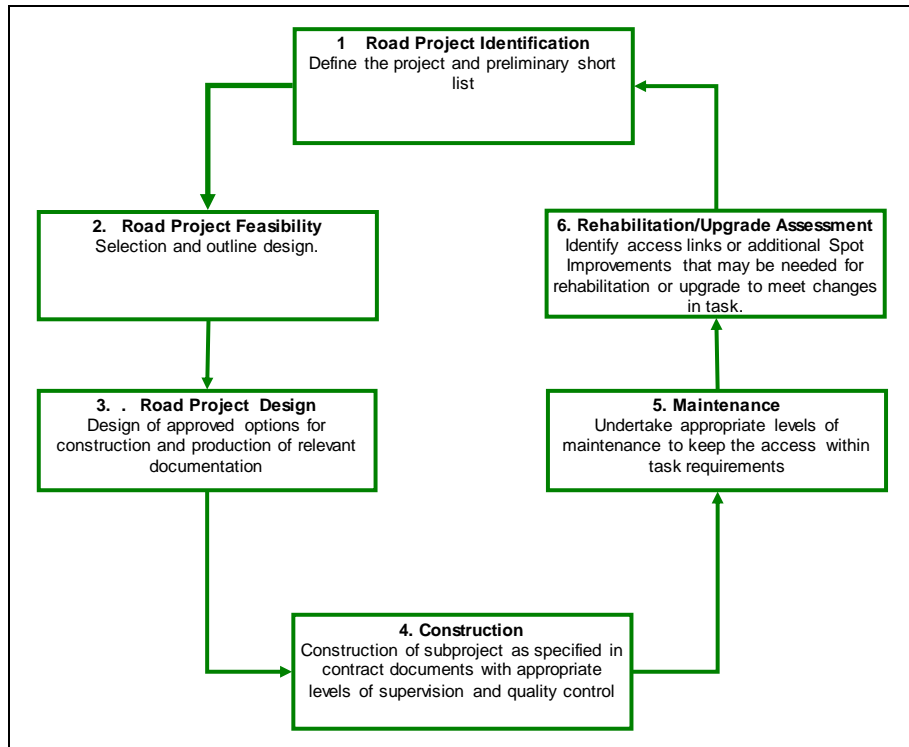 1 Road Project Identification
Define the project and preliminary short
list
2. Road Project Feasibility
Selection and outline design.
3. . Road Project Design
Design of approved options for
construction and production of relevant
documentation
4. Construction
Construction of subproject as specified in
contract documents with appropriate
levels of supervision and quality control
5. Maintenance
Undertake appropriate levels of
maintenance to keep the access within
task requirements
6. Rehabilitation/Upgrade Assessment
Identify access links or additional Spot
Improvements that may be needed for
rehabilitation or upgrade to meet changes
in task.